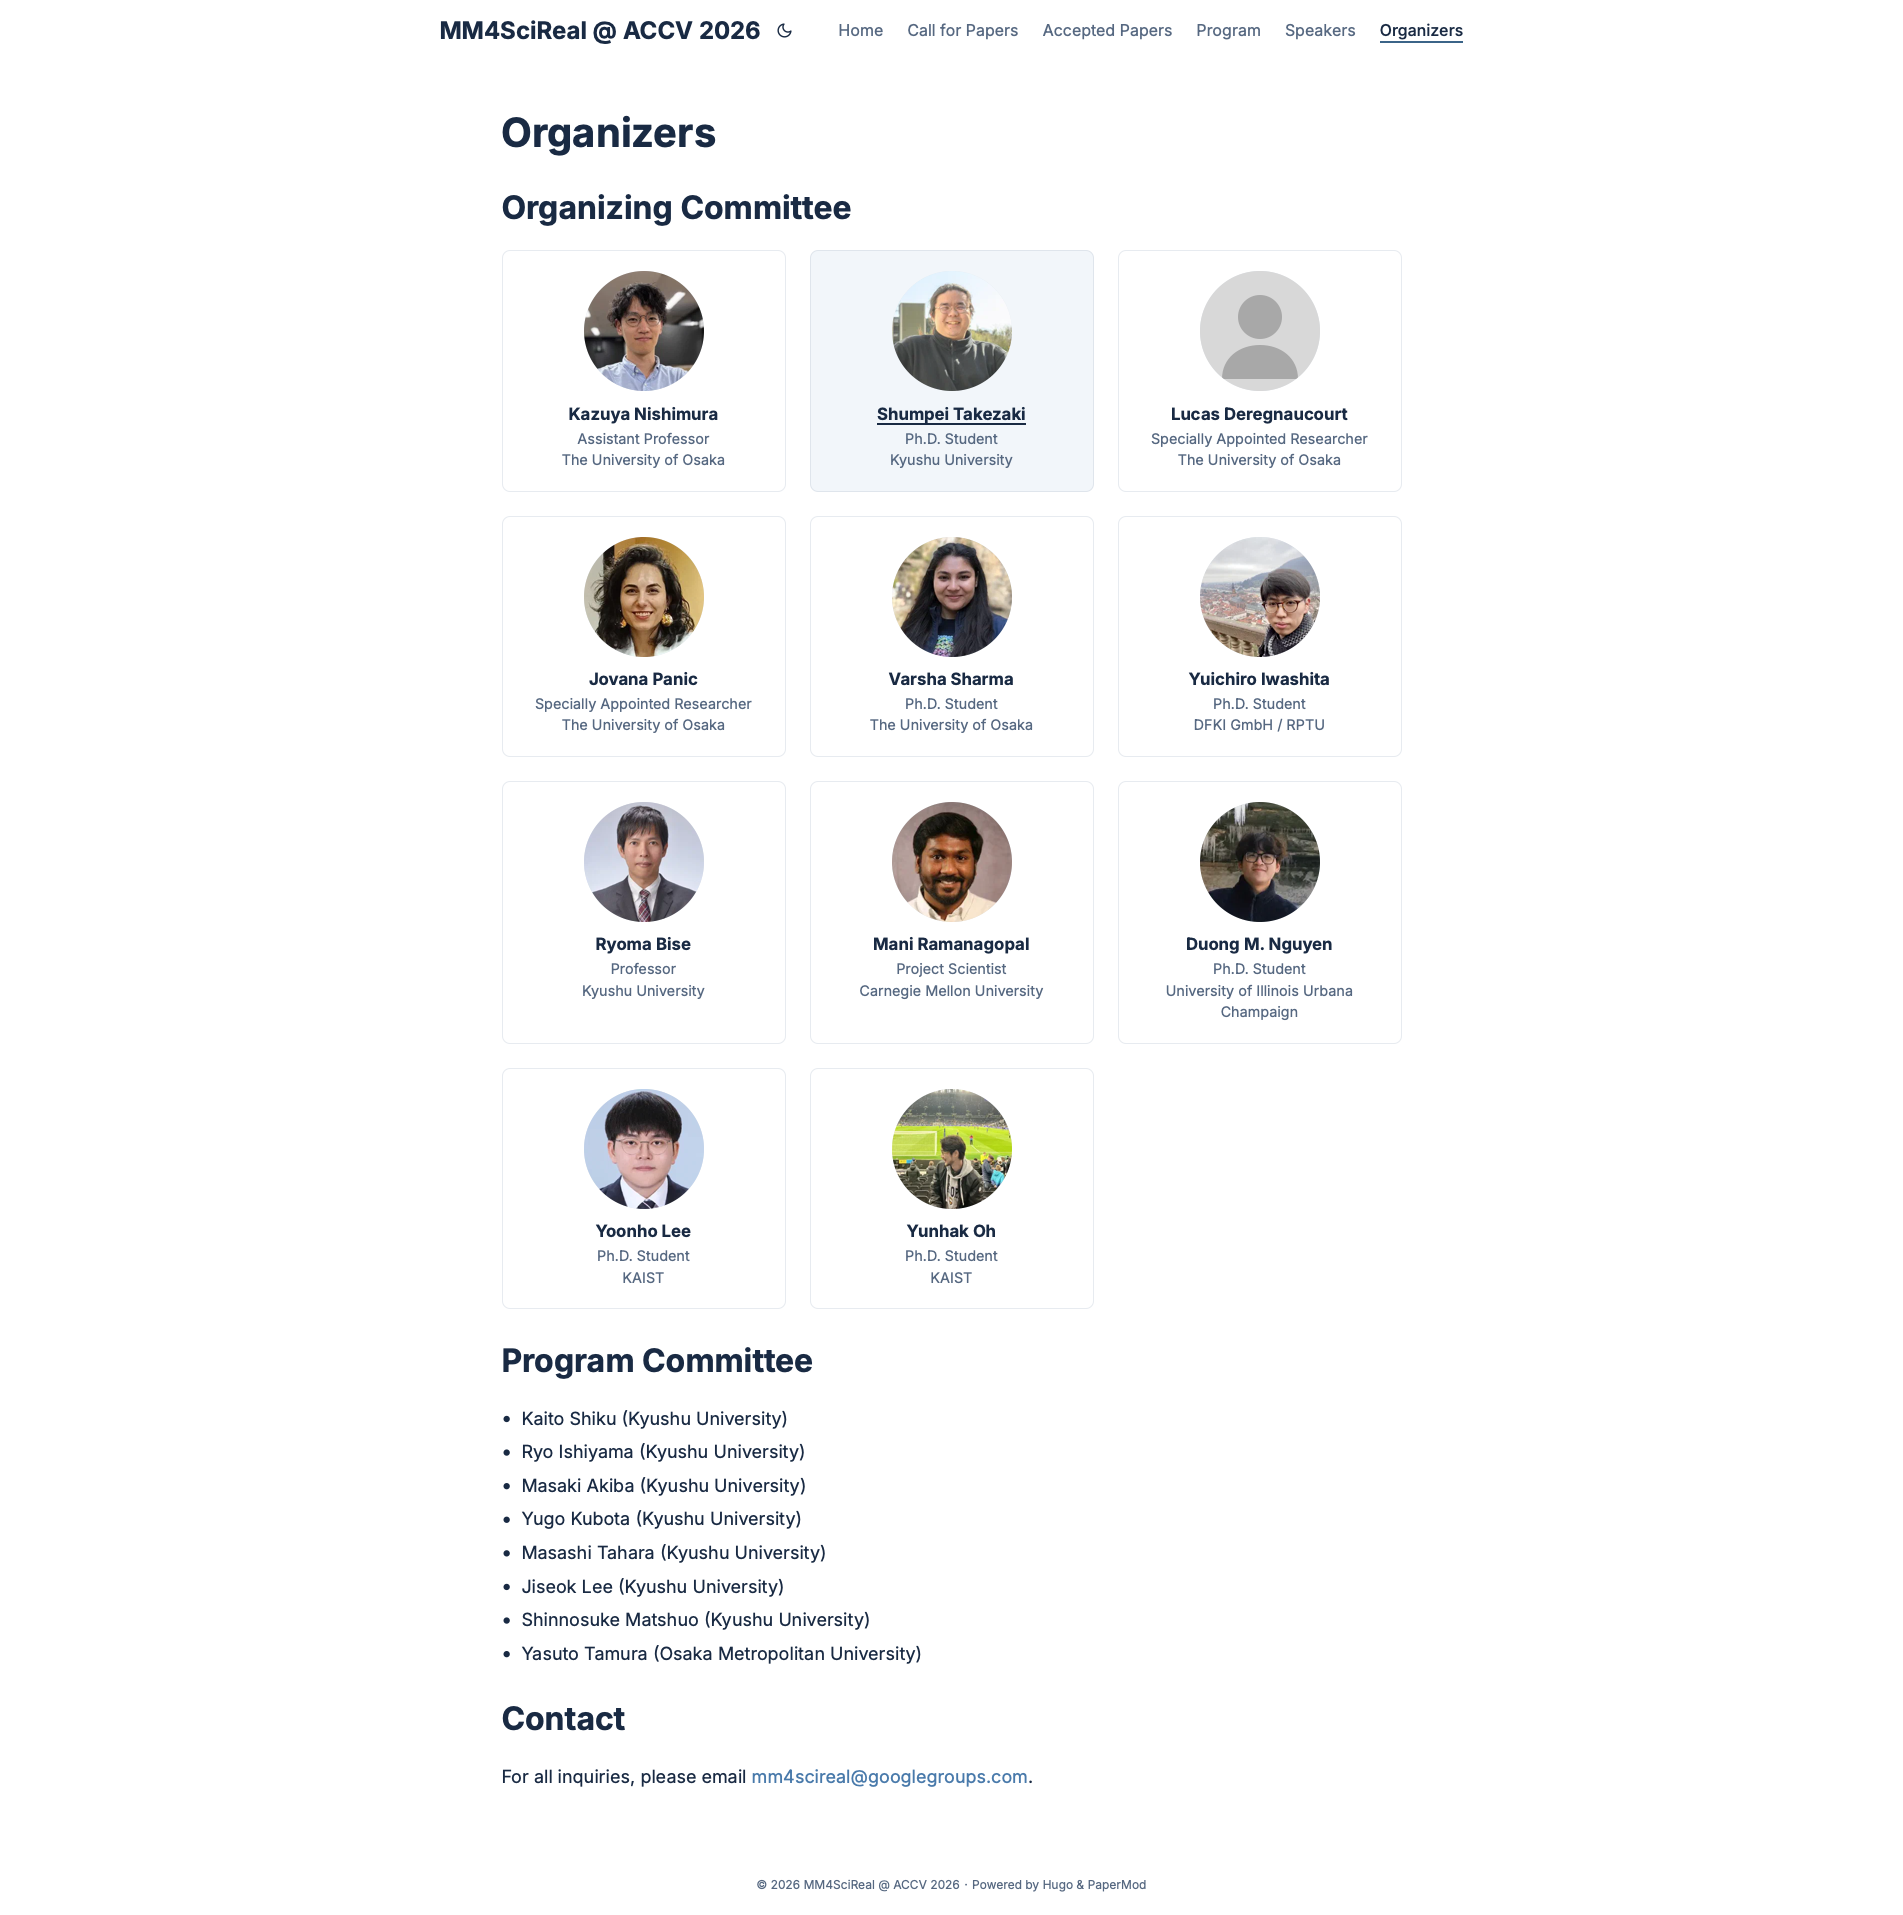 MM4SciReal @ ACCV 2026
Home Call for Papers Accepted Papers Program Speakers Organizers
Organizers
Organizing Committee
Kazuya Nishimura
Assistant Professor
The University of Osaka
Shumpei Takezaki
Ph.D. Student
Kyushu University
Lucas Deregnaucourt
Specially Appointed Researcher
The University of Osaka
Jovana Panic
Specially Appointed Researcher
The University of Osaka
Varsha Sharma
Ph.D. Student
The University of Osaka
Yuichiro Iwashita
Ph.D. Student
DFKI GmbH / RPTU
Ryoma Bise
Professor
Kyushu University
Mani Ramanagopal
Project Scientist
Carnegie Mellon University
Duong M. Nguyen
Ph.D. Student
University of Illinois Urbana
Champaign
Yoonho Lee
Ph.D. Student
KAIST
Yunhak Oh
Ph.D. Student
KAIST
Program Committee
• Kaito Shiku (Kyushu University)
• Ryo Ishiyama (Kyushu University)
• Masaki Akiba (Kyushu University)
• Yugo Kubota (Kyushu University)
• Masashi Tahara (Kyushu University)
• Jiseok Lee (Kyushu University)
• Shinnosuke Matshuo (Kyushu University)
• Yasuto Tamura (Osaka Metropolitan University)
Contact
For all inquiries, please email mm4scireal@googlegroups.com.
© 2026 MM4SciReal @ ACCV 2026 · Powered by Hugo & PaperMod